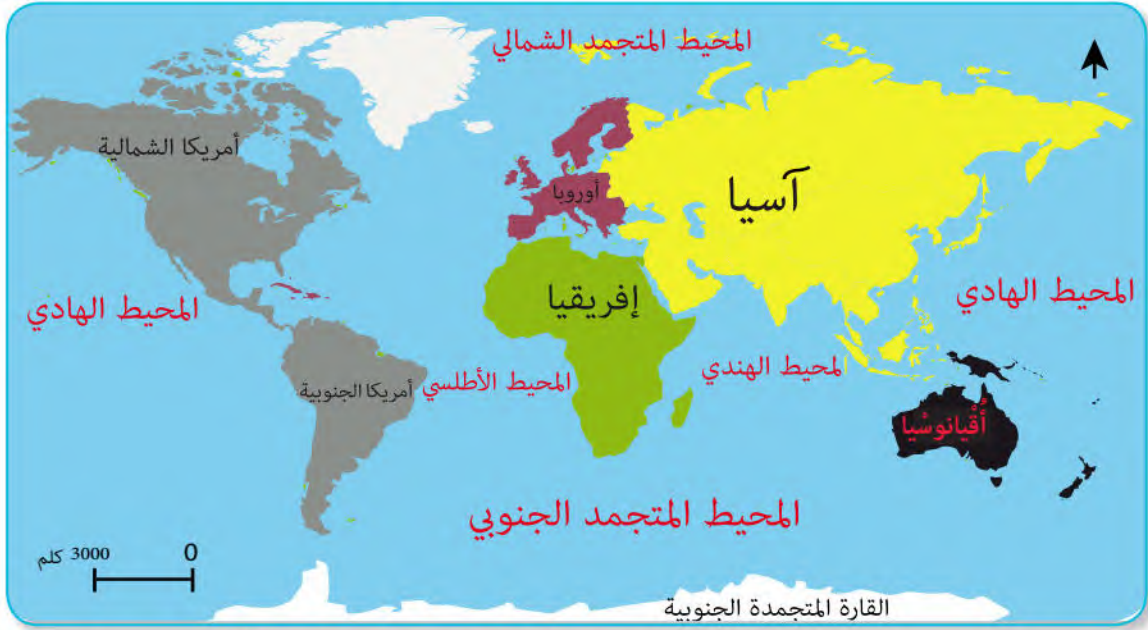 المحيط المتجمد الشمالي
أمريكا الشمالية
آسيا
أوروبا
المحيط الهادي
إفريقيا
المحيط الهادي
المحيط الهندي
المحيط الأطلسي
أمريكا الجنوبية
أُقْيانوسْيا
المحيط المتجمد الجنوبي
0 3000 كلم
القارة المتجمدة الجنوبية